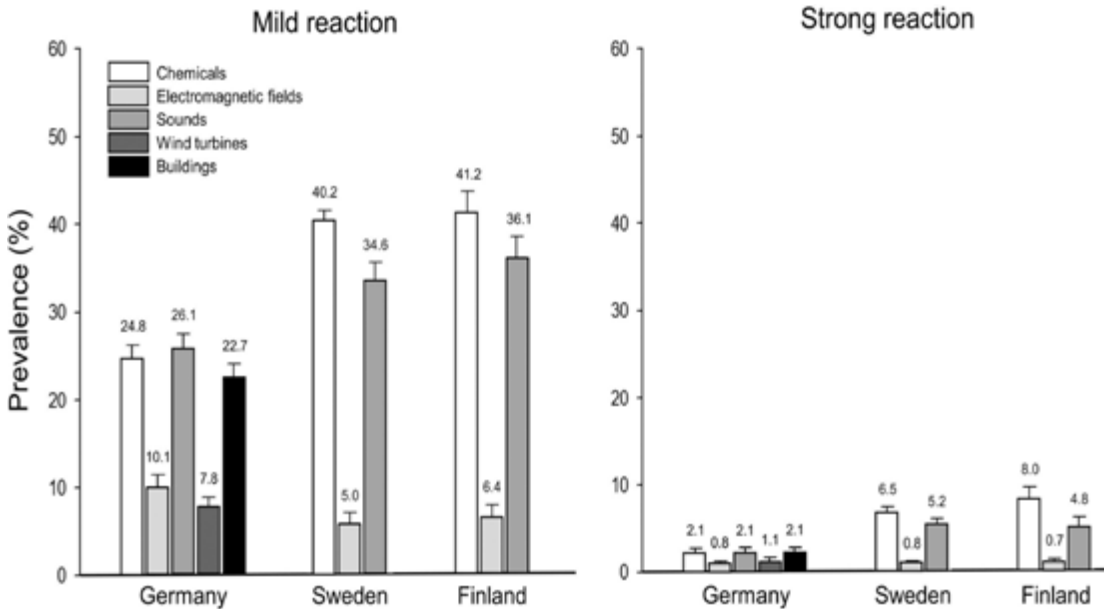 Mild reaction
Strong reaction
Prevalence (%)
60
50
40
30
20
10
0
Chemicals
Electromagnetic fields
Sounds
Wind turbines
Buildings
24.8
10.1
26.1
7.8
22.7
40.2
5.0
34.6
41.2
6.4
36.1
Germany
Sweden
Finland
60
50
40
30
20
10
0
2.1
0.8
2.1
1.1
2.1
6.5
0.8
5.2
8.0
0.7
4.8
Germany
Sweden
Finland